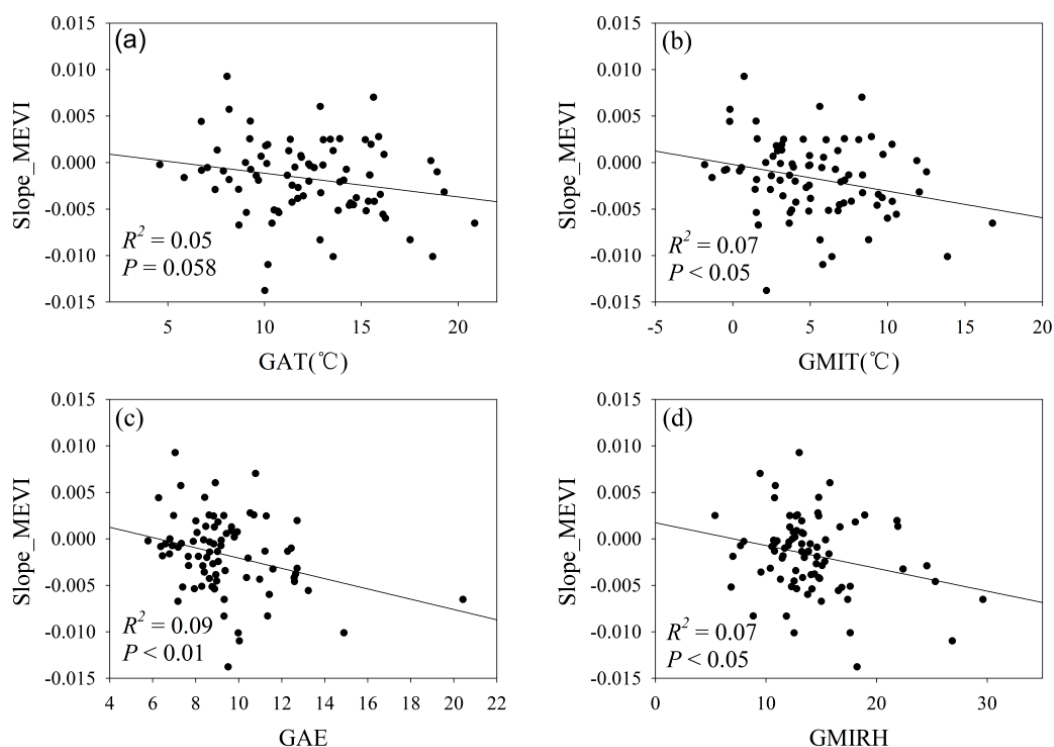 (a)
0.015
0.010
0.005
0.000
-0.005
-0.010
-0.015
Slope_MEVI
R² = 0.05
P = 0.058
5 10 15 20
GAT(℃)
(b)
0.015
0.010
0.005
0.000
-0.005
-0.010
-0.015
Slope_MEVI
R² = 0.07
P < 0.05
-5 0 5 10 15 20
GMIT(℃)
(c)
0.015
0.010
0.005
0.000
-0.005
-0.010
-0.015
Slope_MEVI
R² = 0.09
P < 0.01
4 6 8 10 12 14 16 18 20 22
GAE
(d)
0.015
0.010
0.005
0.000
-0.005
-0.010
-0.015
Slope_MEVI
R² = 0.07
P < 0.05
0 10 20 30
GMIRH